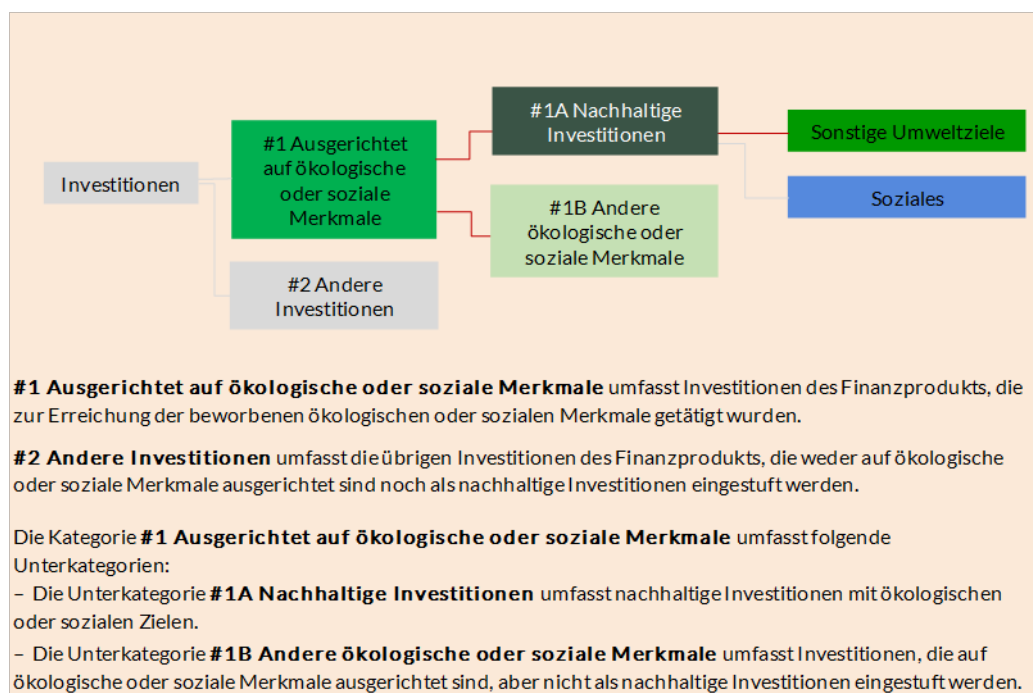 #1A Nachhaltige
Investitionen
Sonstige Umweltziele
#1 Ausgerichtet
auf ökologische
oder soziale
Merkmale
Investitionen
Soziales
#1B Andere
ökologische oder
soziale Merkmale
#2 Andere
Investitionen
#1 Ausgerichtet auf ökologische oder soziale Merkmale umfasst Investitionen des Finanzprodukts, die
zur Erreichung der beworbenen ökologischen oder sozialen Merkmale getätigt wurden.
#2 Andere Investitionen umfasst die übrigen Investitionen des Finanzprodukts, die weder auf ökologische
oder soziale Merkmale ausgerichtet sind noch als nachhaltige Investitionen eingestuft werden.
Die Kategorie #1 Ausgerichtet auf ökologische oder soziale Merkmale umfasst folgende
Unterkategorien:
– Die Unterkategorie #1A Nachhaltige Investitionen umfasst nachhaltige Investitionen mit ökologischen
oder sozialen Zielen.
– Die Unterkategorie #1B Andere ökologische oder soziale Merkmale umfasst Investitionen, die auf
ökologische oder soziale Merkmale ausgerichtet sind, aber nicht als nachhaltige Investitionen eingestuft werden.